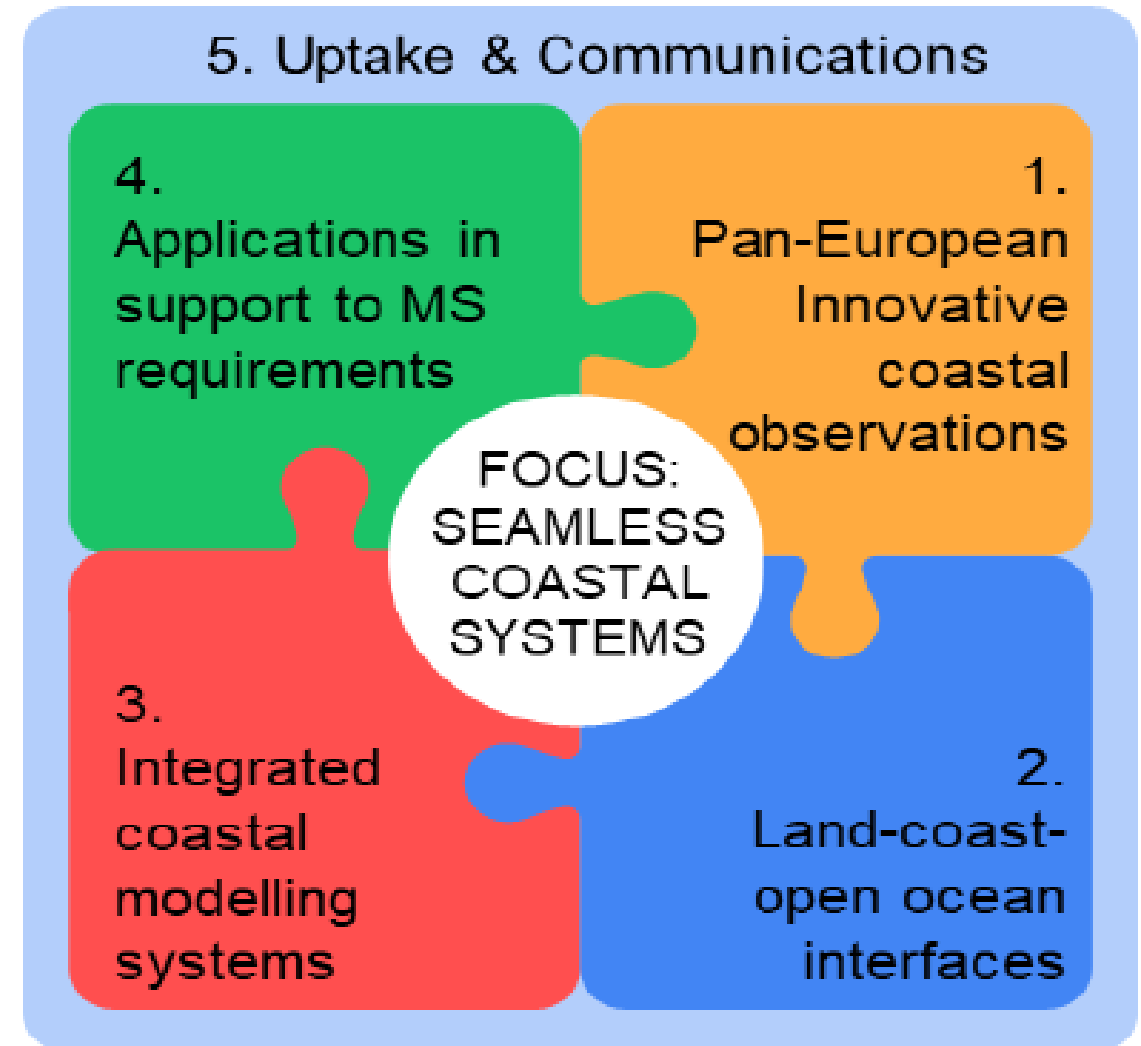 5. Uptake & Communications
4.
Applications in
support to MS
requirements
1.
Pan-European
Innovative
coastal
observations
FOCUS:
SEAMLESS
COASTAL
SYSTEMS
3.
Integrated
coastal
modelling
systems
2.
Land-coast-
open ocean
interfaces